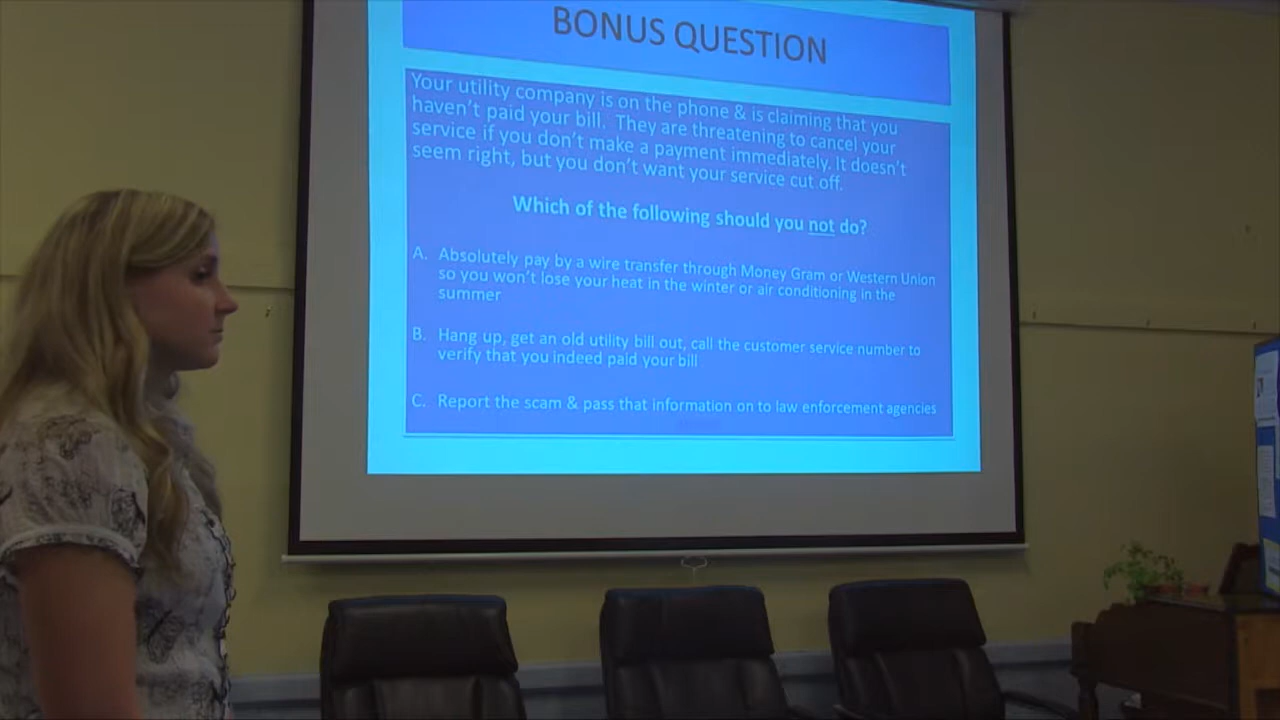 BONUS QUESTION
Your utility company is on the phone & is claiming that you
haven't paid your bill. They are threatening to cancel your
service if you don't make a payment immediately. It doesn't
seem right, but you don't want your service cut off.
Which of the following should you not do?
A. Absolutely pay by a wire transfer through Money Gram or Western Union
so you won't lose your heat in the winter or air conditioning in the
summer
B. Hang up, get an old utility bill out, call the customer service number to
verify that you indeed paid your bill
C. Report the scam & pass that information on to law enforcement agencies